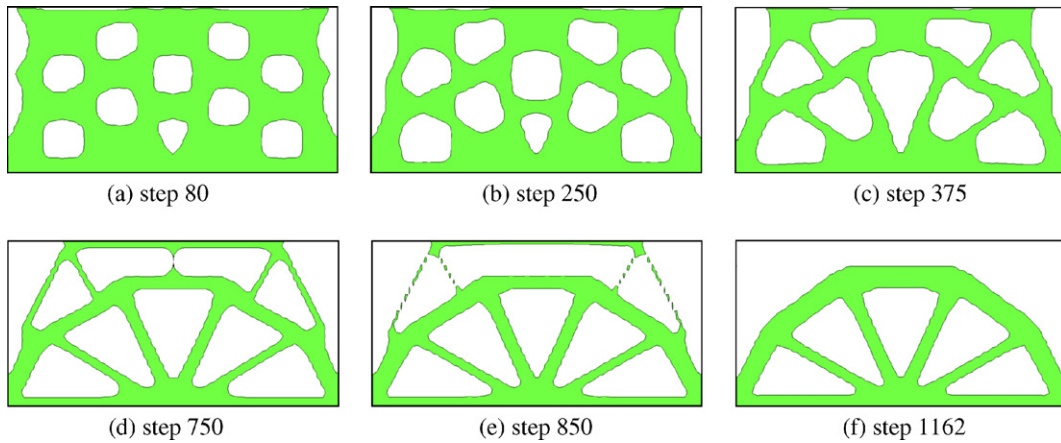 (a) step 80
(b) step 250
(c) step 375
(d) step 750
(e) step 850
(f) step 1162